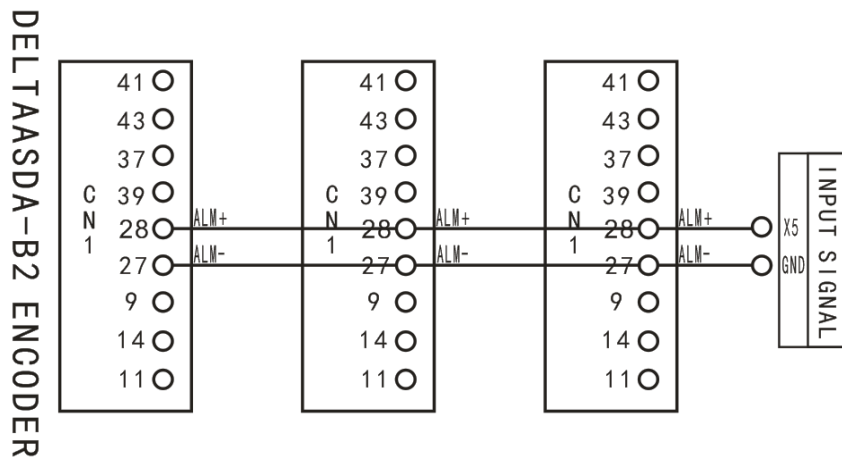 DELTAASDA-B2 ENCODER
CN1
41
43
37
39
28
27
9
14
11
ALM+
ALM-
CN1
41
43
37
39
28
27
9
14
11
ALM+
ALM-
CN1
41
43
37
39
28
27
9
14
11
ALM+
ALM-
X5
GND
INPUT SIGNAL